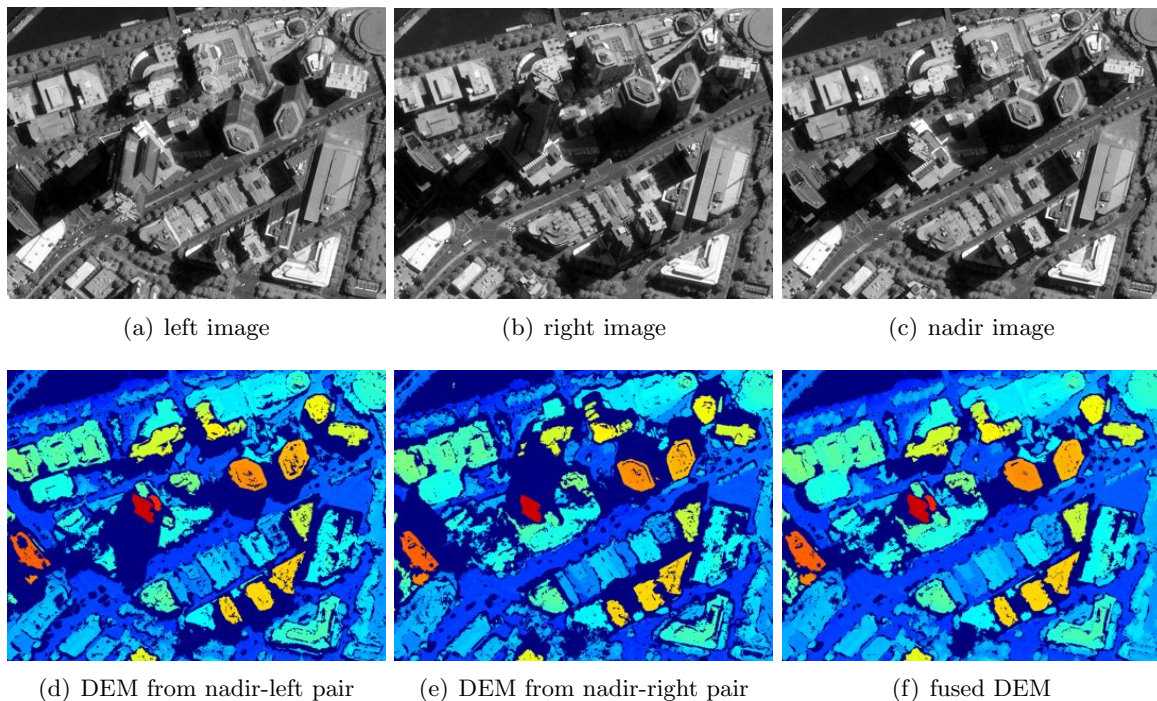 (a) left image
(b) right image
(c) nadir image
(d) DEM from nadir-left pair
(e) DEM from nadir-right pair
(f) fused DEM